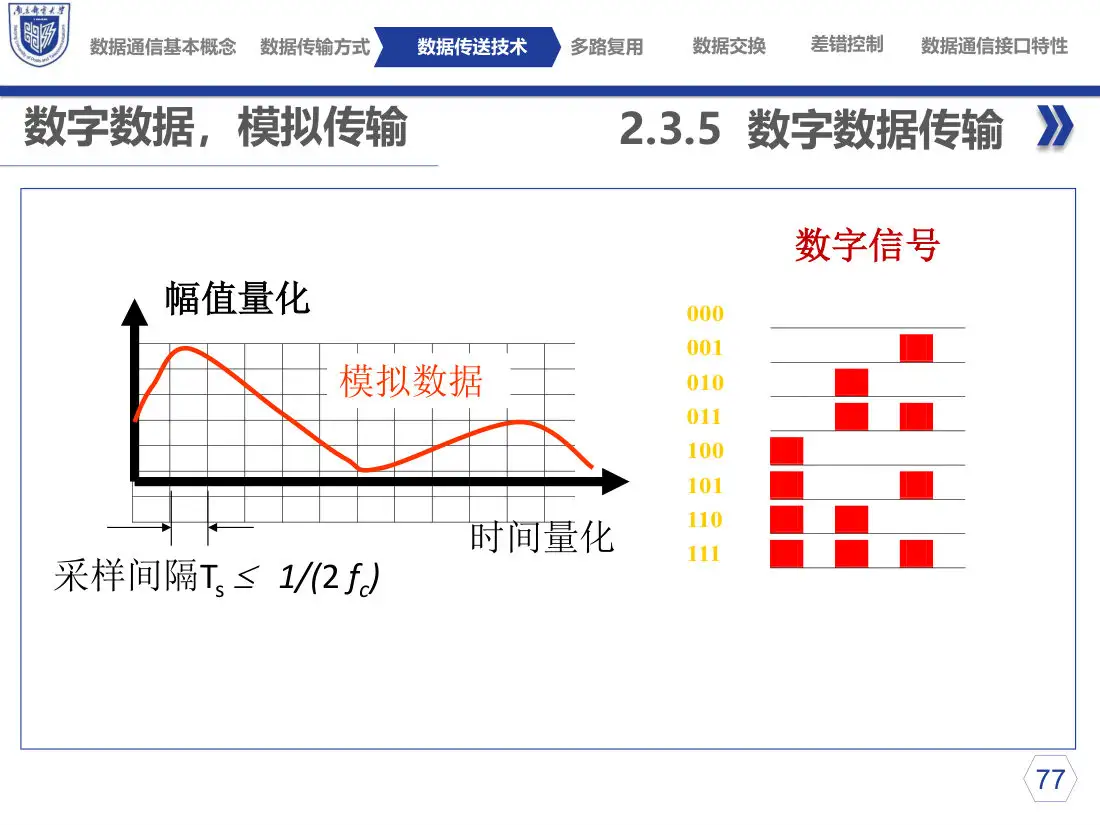 数据通信基本概念 数据传输方式 数据传送技术 多路复用 数据交换 差错控制 数据通信接口特性
数字数据，模拟传输
2.3.5 数字数据传输
幅值量化
模拟数据
时间量化
采样间隔Ts ≤ 1/(2 fc)
数字信号
000
001
010
011
100
101
110
111
77